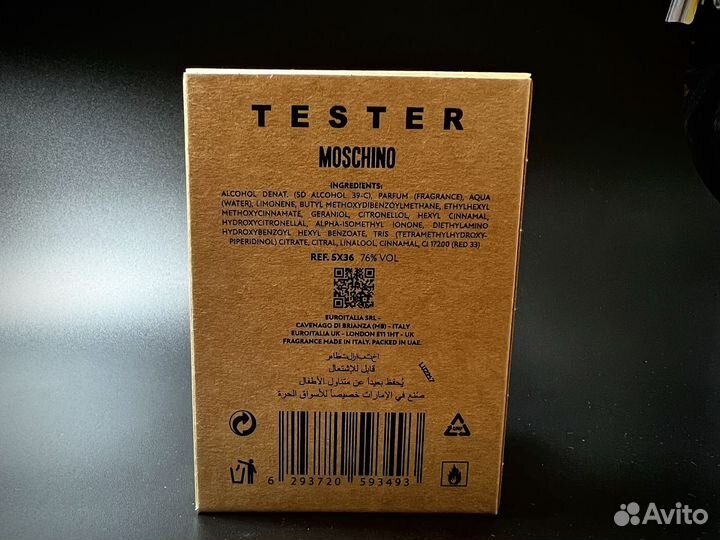 TESTER
MOSCHINO
INGREDIENTS:
ALCOHOL DENAT. (SD ALCOHOL 39-C), PARFUM (FRAGRANCE), AQUA
(WATER), LIMONENE, BUTYL METHOXYDIBENZOYLMETHANE, ETHYLHEXYL
METHOXYCINNAMATE, GERANIOL, CITRONELLOL, HEXYL CINNAMAL,
HYDROXYCITRONELLAL, ALPHA-ISOMETHYL IONONE, DIETHYLAMINO
HYDROXYBENZOYL HEXYL BENZOATE, TRIS (TETRAMETHYLHYDROXY-
PIPERIDINOL) CITRATE, CITRAL, LINALOOL, CINNAMAL, CI 17200 (RED 33)
REF. 5X36 76% VOL
EUROITALIA SRL -
CAVENAGO DI BRIANZA (MB) - ITALY
EUROITALIA UK - LONDON E11 1HT - UK
FRAGRANCE MADE IN ITALY. PACKED IN UAE.
قابل للإشتعال
يُحفظ بعيداً عن متناول الأطفال
صنع في الإمارات خصيصاً للأسواق الحرة
6 293720 593493
Avito